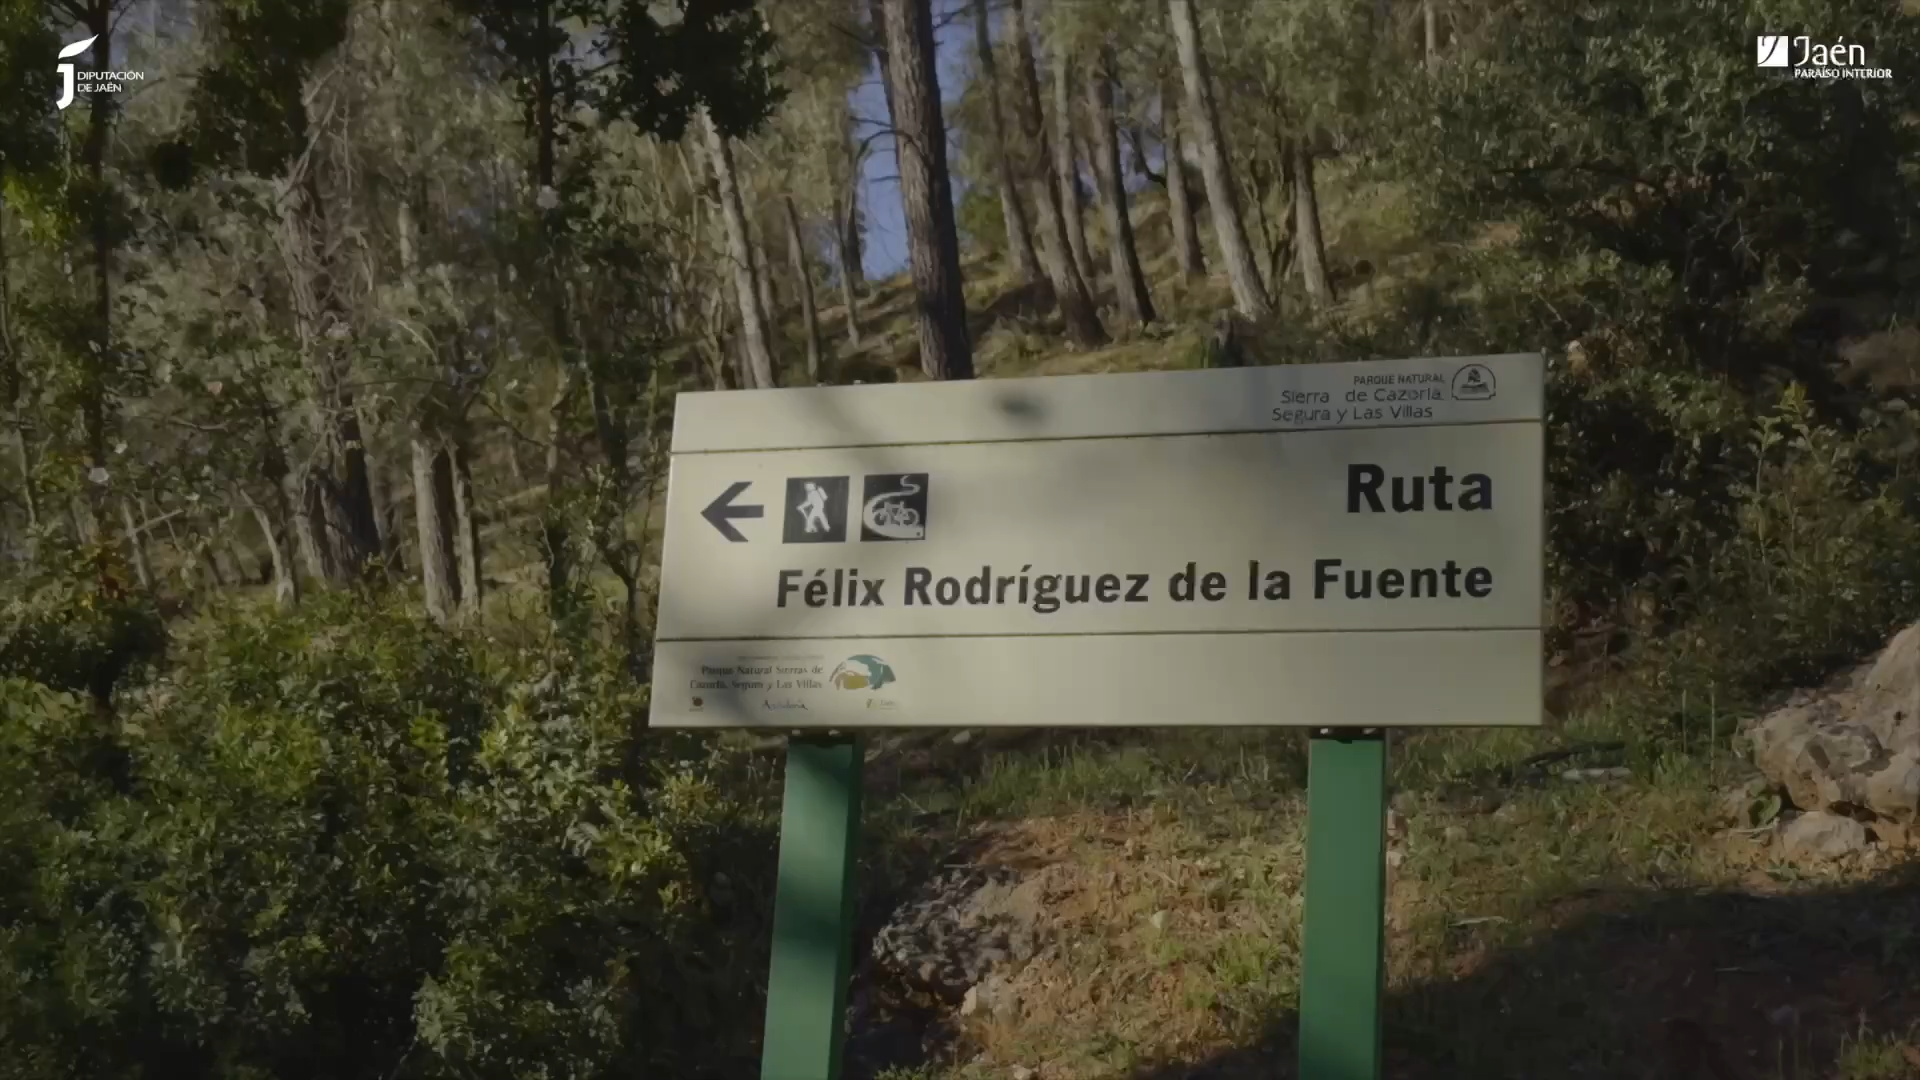 DIPUTACIÓN
DE JAÉN
Jaén
PARAÍSO INTERIOR
PARQUE NATURAL
Sierra de Cazorla,
Segura y Las Villas
Ruta
Félix Rodríguez de la Fuente
Parque Natural Sierras de
Cazorla, Segura y Las Villas
Andalucía